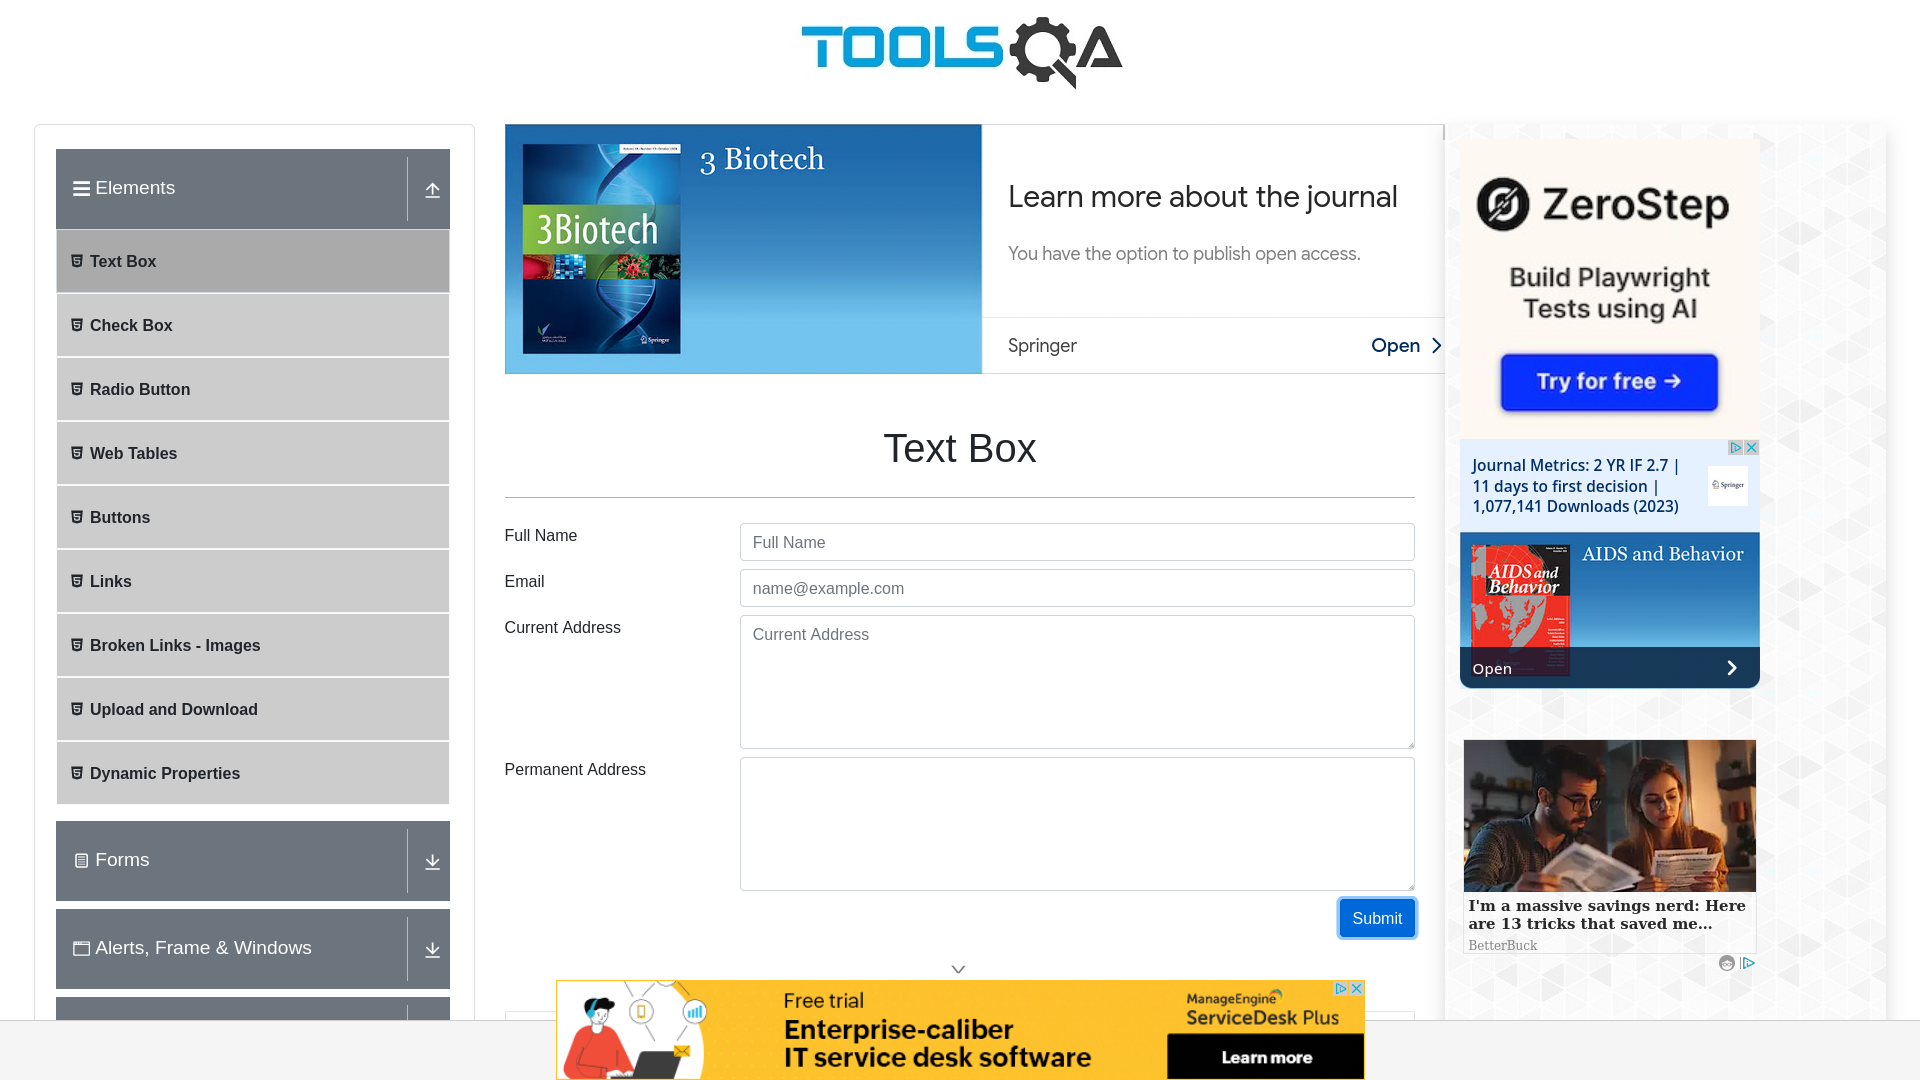 TOOLSQA
Elements
Text Box
Check Box
Radio Button
Web Tables
Buttons
Links
Broken Links - Images
Upload and Download
Dynamic Properties
Forms
Alerts, Frame & Windows
3 Biotech
3Biotech
Springer
Learn more about the journal
You have the option to publish open access.
Springer
Open
Text Box
Full Name
Full Name
Email
name@example.com
Current Address
Current Address
Permanent Address
Submit
ZeroStep
Build Playwright
Tests using AI
Try for free →
Journal Metrics: 2 YR IF 2.7 |
11 days to first decision |
1,077,141 Downloads (2023)
Springer
AIDS and Behavior
AIDS and
Behavior
Open
I'm a massive savings nerd: Here
are 13 tricks that saved me...
BetterBuck
Free trial
Enterprise-caliber
IT service desk software
ManageEngine
ServiceDesk Plus
Learn more